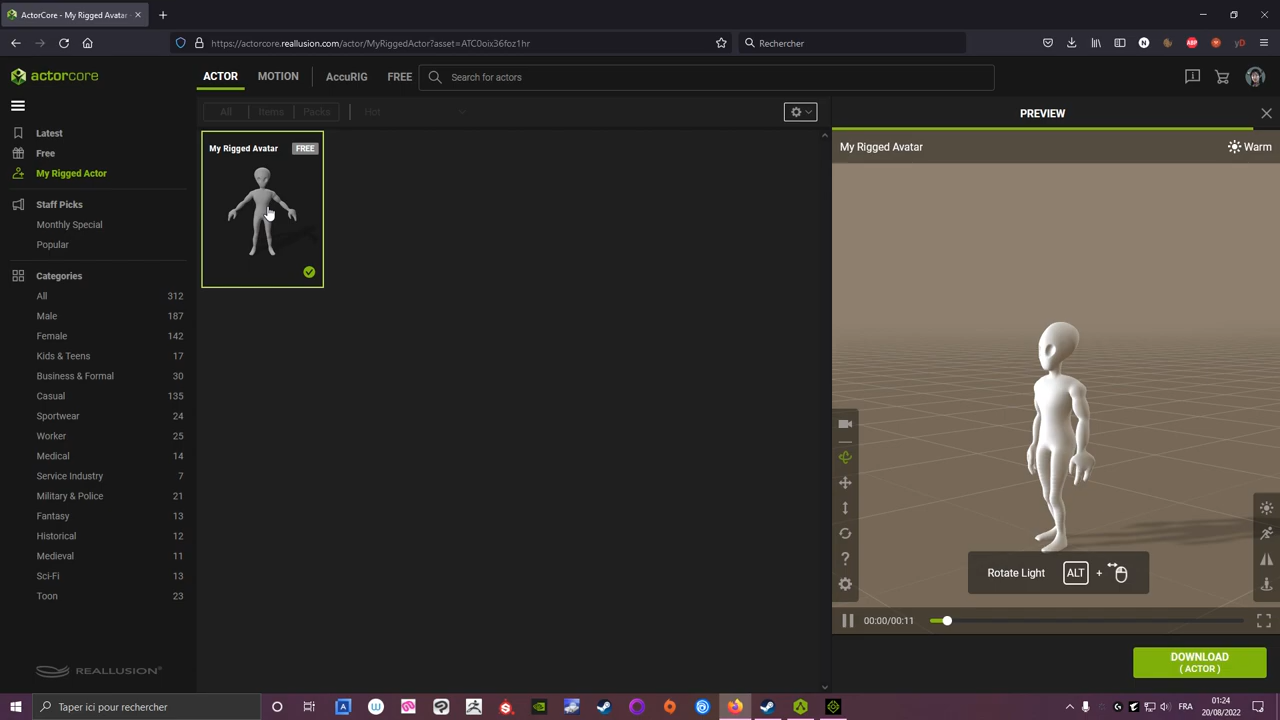 ActorCore - My Rigged Avatar -
https://actorcore.reallusion.com/actor/MyRiggedActor?asset=ATC0oix36foz1hr
Rechercher
actorcore
ACTOR
MOTION
AccuRIG
FREE
Search for actors
All
Items
Packs
Hot
Latest
Free
My Rigged Actor
Staff Picks
Monthly Special
Popular
Categories
All 312
Male 187
Female 142
Kids & Teens 17
Business & Formal 30
Casual 135
Sportwear 24
Worker 25
Medical 14
Service Industry 7
Military & Police 21
Fantasy 13
Historical 12
Medieval 11
Sci-Fi 13
Toon 23
REALLUSION
My Rigged Avatar
FREE
PREVIEW
My Rigged Avatar
Warm
Rotate Light ALT +
00:00/00:11
DOWNLOAD
( ACTOR )
Taper ici pour rechercher
FRA
01:24
20/08/2022